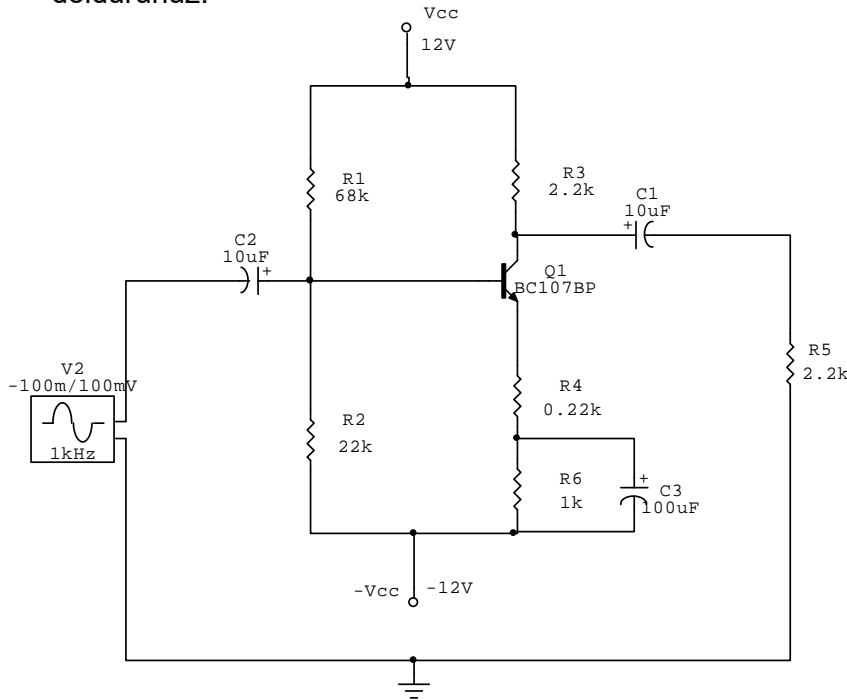 doldurunuz.
Vcc
12V
R1
68k
R3
2.2k
C1
10uF
+
C2
10uF
+
Q1
BC107BP
V2
-100m/100mV
1kHz
R2
22k
R4
0.22k
R5
2.2k
R6
1k
+
C3
100uF
-Vcc
-12V